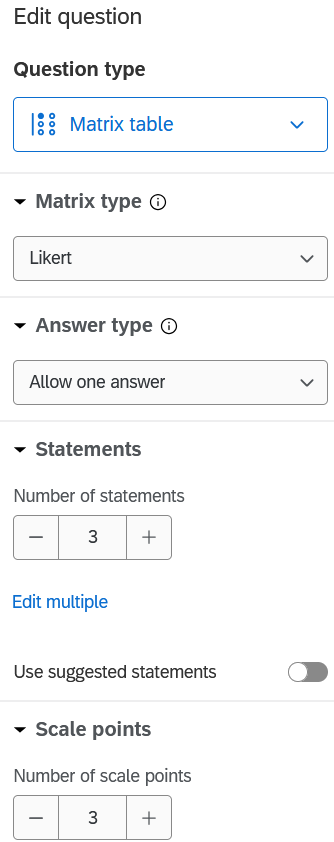 Edit question
Question type
Matrix table
Matrix type
Likert
Answer type
Allow one answer
Statements
Number of statements
3
Edit multiple
Use suggested statements
Scale points
Number of scale points
3